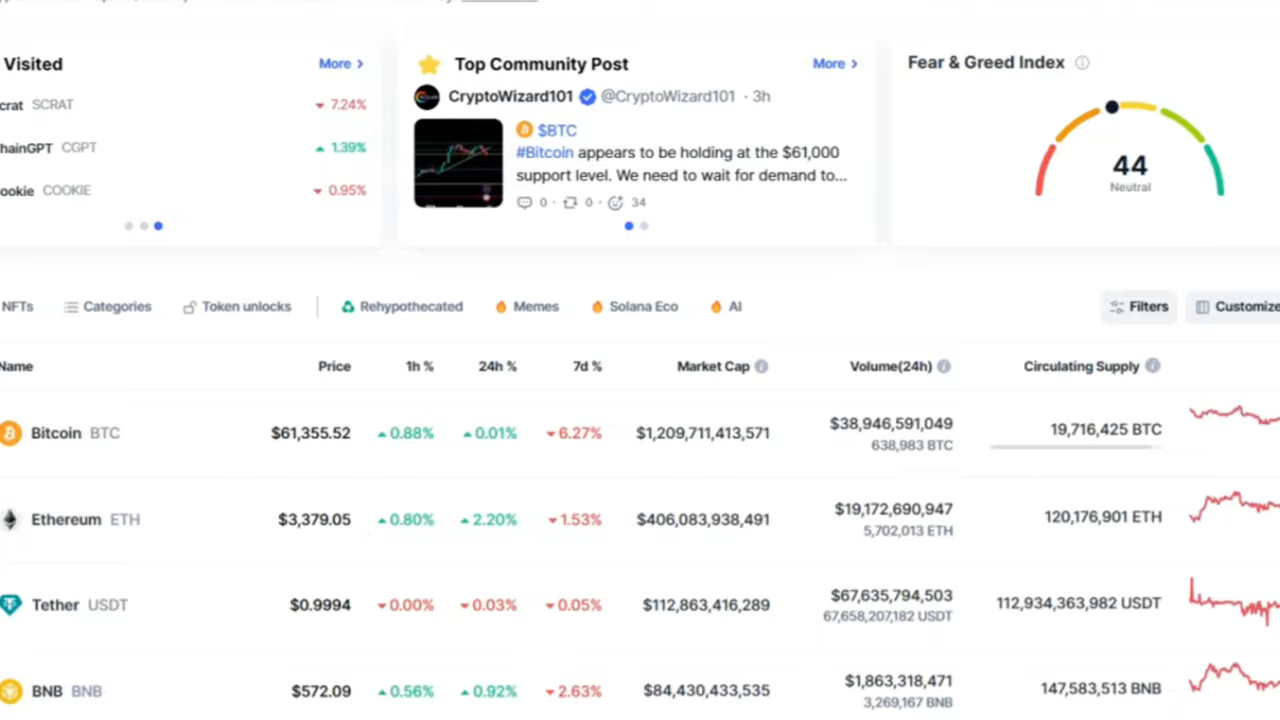 Visited
More >
crat SCRAT
7.24%
hainGPT CGPT
1.39%
ookie COOKIE
0.95%
Top Community Post
More >
CryptoWizard101 @CryptoWizard101 · 3h
$BTC
#Bitcoin appears to be holding at the $61,000
support level. We need to wait for demand to...
0 · 0 · 34
Fear & Greed Index
44
Neutral
NFTs Categories Token unlocks Rehypothecated Memes Solana Eco AI Filters Customize
Name Price 1h % 24h % 7d % Market Cap Volume(24h) Circulating Supply
Bitcoin BTC $61,355.52 0.88% 0.01% 6.27% $1,209,711,413,571 $38,946,591,049 19,716,425 BTC
638,983 BTC
Ethereum ETH $3,379.05 0.80% 2.20% 1.53% $406,083,938,491 $19,172,690,947 120,176,901 ETH
5,702,013 ETH
Tether USDT $0.9994 0.00% 0.03% 0.05% $112,863,416,289 $67,635,794,503 112,934,363,982 USDT
67,658,207,182 USDT
BNB BNB $572.09 0.56% 0.92% 2.63% $84,430,433,535 $1,863,318,471 147,583,513 BNB
3,269,167 BNB